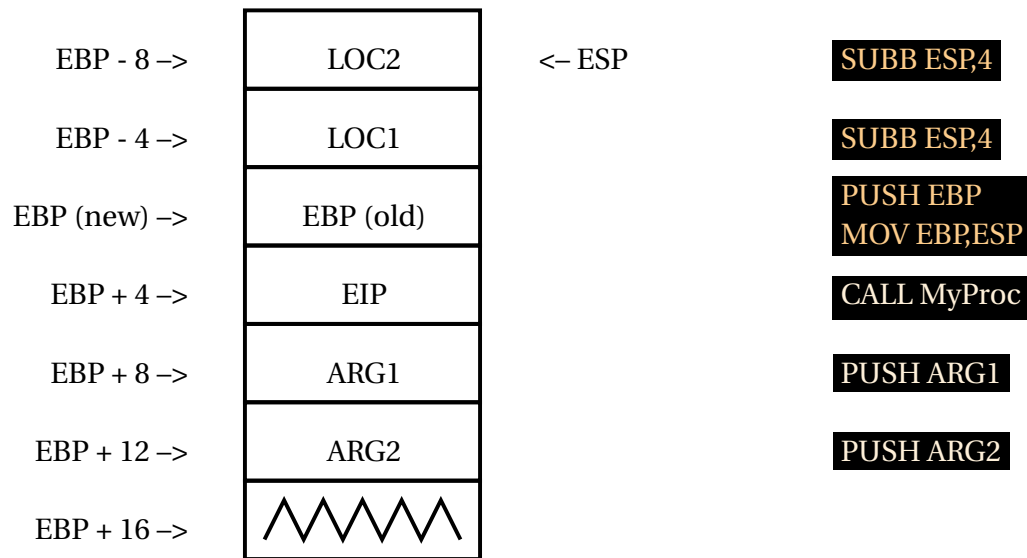 EBP - 8 –> LOC2 <– ESP SUBB ESP,4
EBP - 4 –> LOC1 SUBB ESP,4
EBP (new) –> EBP (old) PUSH EBP
MOV EBP,ESP
EBP + 4 –> EIP CALL MyProc
EBP + 8 –> ARG1 PUSH ARG1
EBP + 12 –> ARG2 PUSH ARG2
EBP + 16 –>